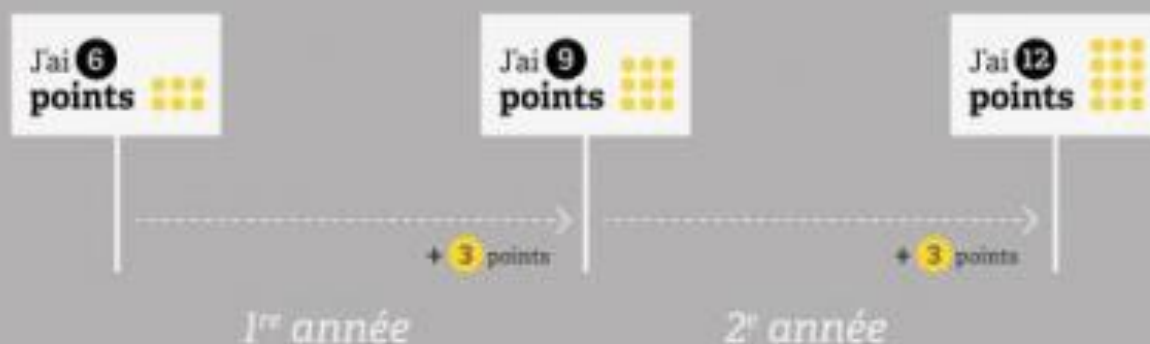 J'ai 6
points
J'ai 9
points
J'ai 12
points
+ 3 points
+ 3 points
1re année
2e année